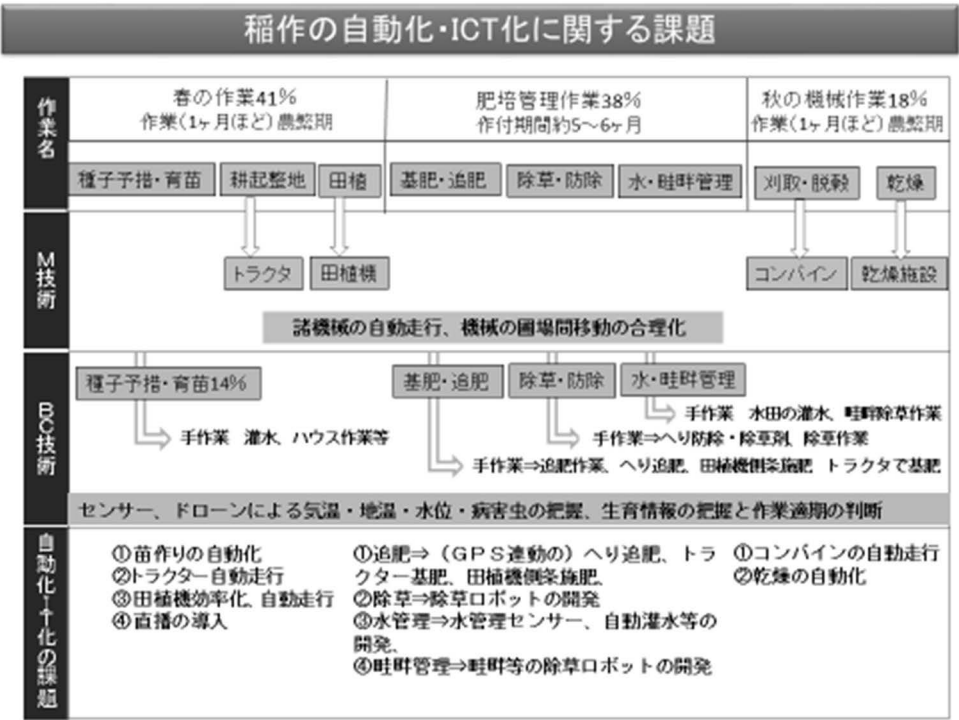 稲作の自動化・ICT化に関する課題
作業名
春の作業41%
作業(1ヶ月ほど)農繁期
肥培管理作業38%
作付期間約5~6ヶ月
秋の機械作業18%
作業(1ヶ月ほど)農繁期
種子予措・育苗
耕起整地
田植
基肥・追肥
除草・防除
水・畦畔管理
刈取・脱穀
乾燥
M技術
トラクタ
田植機
コンバイン
乾燥施設
諸機械の自動走行、機械の圃場間移動の合理化
BC技術
種子予措・育苗14%
基肥・追肥
除草・防除
水・畦畔管理
手作業 水田の灌水、畦畔除草作業
手作業 灌水、ハウス作業等
手作業⇒へり防除・除草剤、除草作業
手作業⇒追肥作業、へり追肥、田植機側条施肥 トラクタで基肥
センサー、ドローンによる気温・地温・水位・病害虫の把握、生育情報の把握と作業適期の判断
自動化-IT化の課題
①苗作りの自動化
②トラクター自動走行
③田植機効率化、自動走行
④直播の導入
①追肥⇒(GPS連動の)へり追肥、トラ
クター基肥、田植機側条施肥、
②除草⇒除草ロボットの開発
③水管理⇒水管理センサー、自動灌水等の
開発、
④畦畔管理⇒畦畔等の除草ロボットの開発
①コンバインの自動走行
②乾燥の自動化